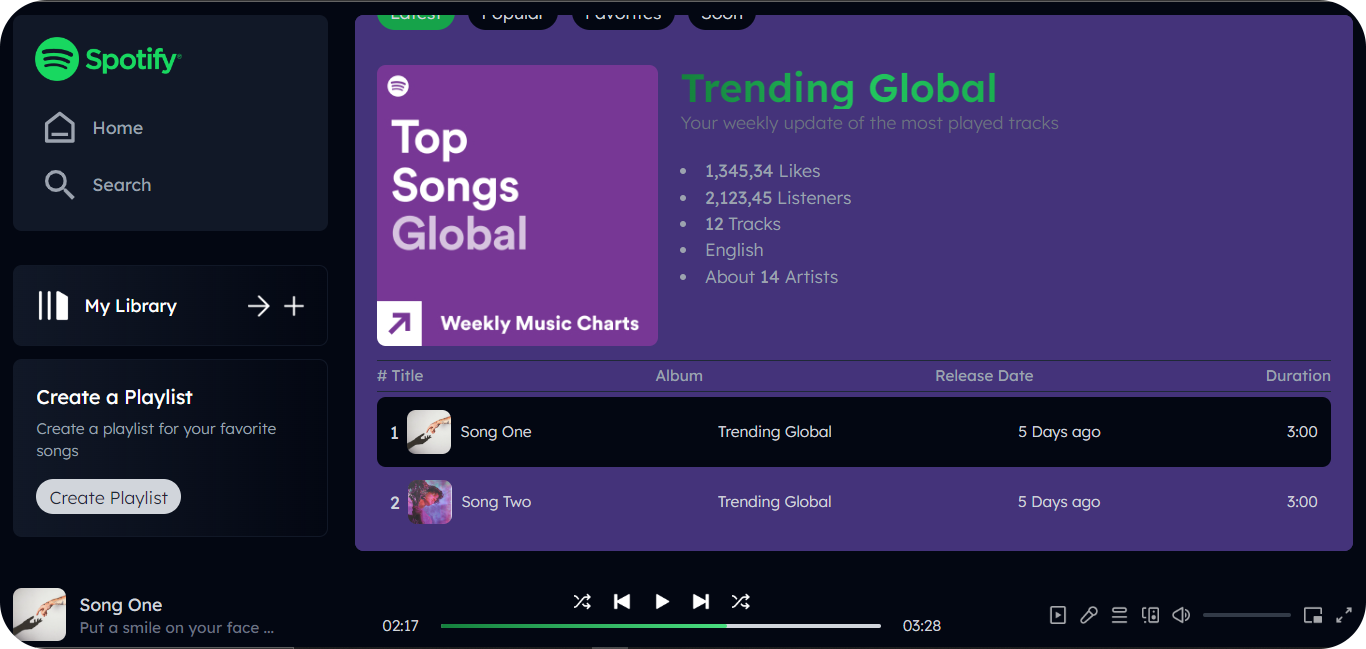 Spotify
Home
Search
My Library
Create a Playlist
Create a playlist for your favorite
songs
Create Playlist
Latest
Popular
Favorites
Soon
Top
Songs
Global
Weekly Music Charts
Trending Global
Your weekly update of the most played tracks
1,345,34 Likes
2,123,45 Listeners
12 Tracks
English
About 14 Artists
# Title Album Release Date Duration
1 Song One Trending Global 5 Days ago 3:00
2 Song Two Trending Global 5 Days ago 3:00
Song One
Put a smile on your face ...
02:17
03:28